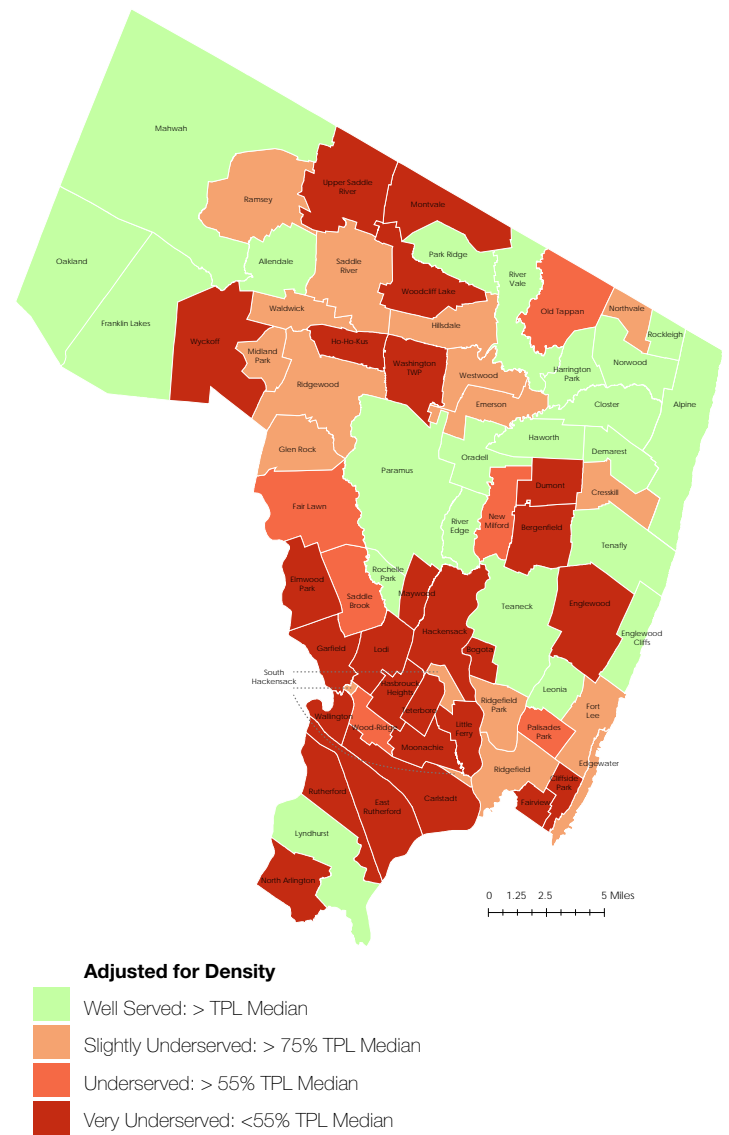 Mahwah
Upper Saddle
River
Ramsey
Montvale
Park Ridge
Oakland
Allendale
Saddle
River
River
Vale
Woodcliff Lake
Waldwick
Old Tappan
Northvale
Franklin Lakes
Hillsdale
Rockleigh
Wyckoff
Ho-Ho-Kus
Midland
Park
Washington
TWP
Norwood
Harrington
Park
Ridgewood
Westwood
Emerson
Closter
Alpine
Haworth
Glen Rock
Oradell
Demarest
Paramus
Dumont
Cresskill
Fair Lawn
River
Edge
New
Milford
Bergenfield
Tenafly
Rochelle
Park
Elmwood
Park
Saddle
Brook
Maywood
Teaneck
Englewood
Hackensack
Englewood
Cliffs
Garfield
Lodi
Bogota
South
Hackensack
Hasbrouck
Heights
Leonia
Ridgefield
Park
Fort
Lee
Teterboro
Wallington
Wood-Ridge
Little
Ferry
Palisades
Park
Moonachie
Edgewater
Ridgefield
Cliffside
Park
Rutherford
East
Rutherford
Carlstadt
Fairview
Lyndhurst
North Arlington
0 1.25 2.5 5 Miles
Adjusted for Density
Well Served: > TPL Median
Slightly Underserved: > 75% TPL Median
Underserved: > 55% TPL Median
Very Underserved: <55% TPL Median